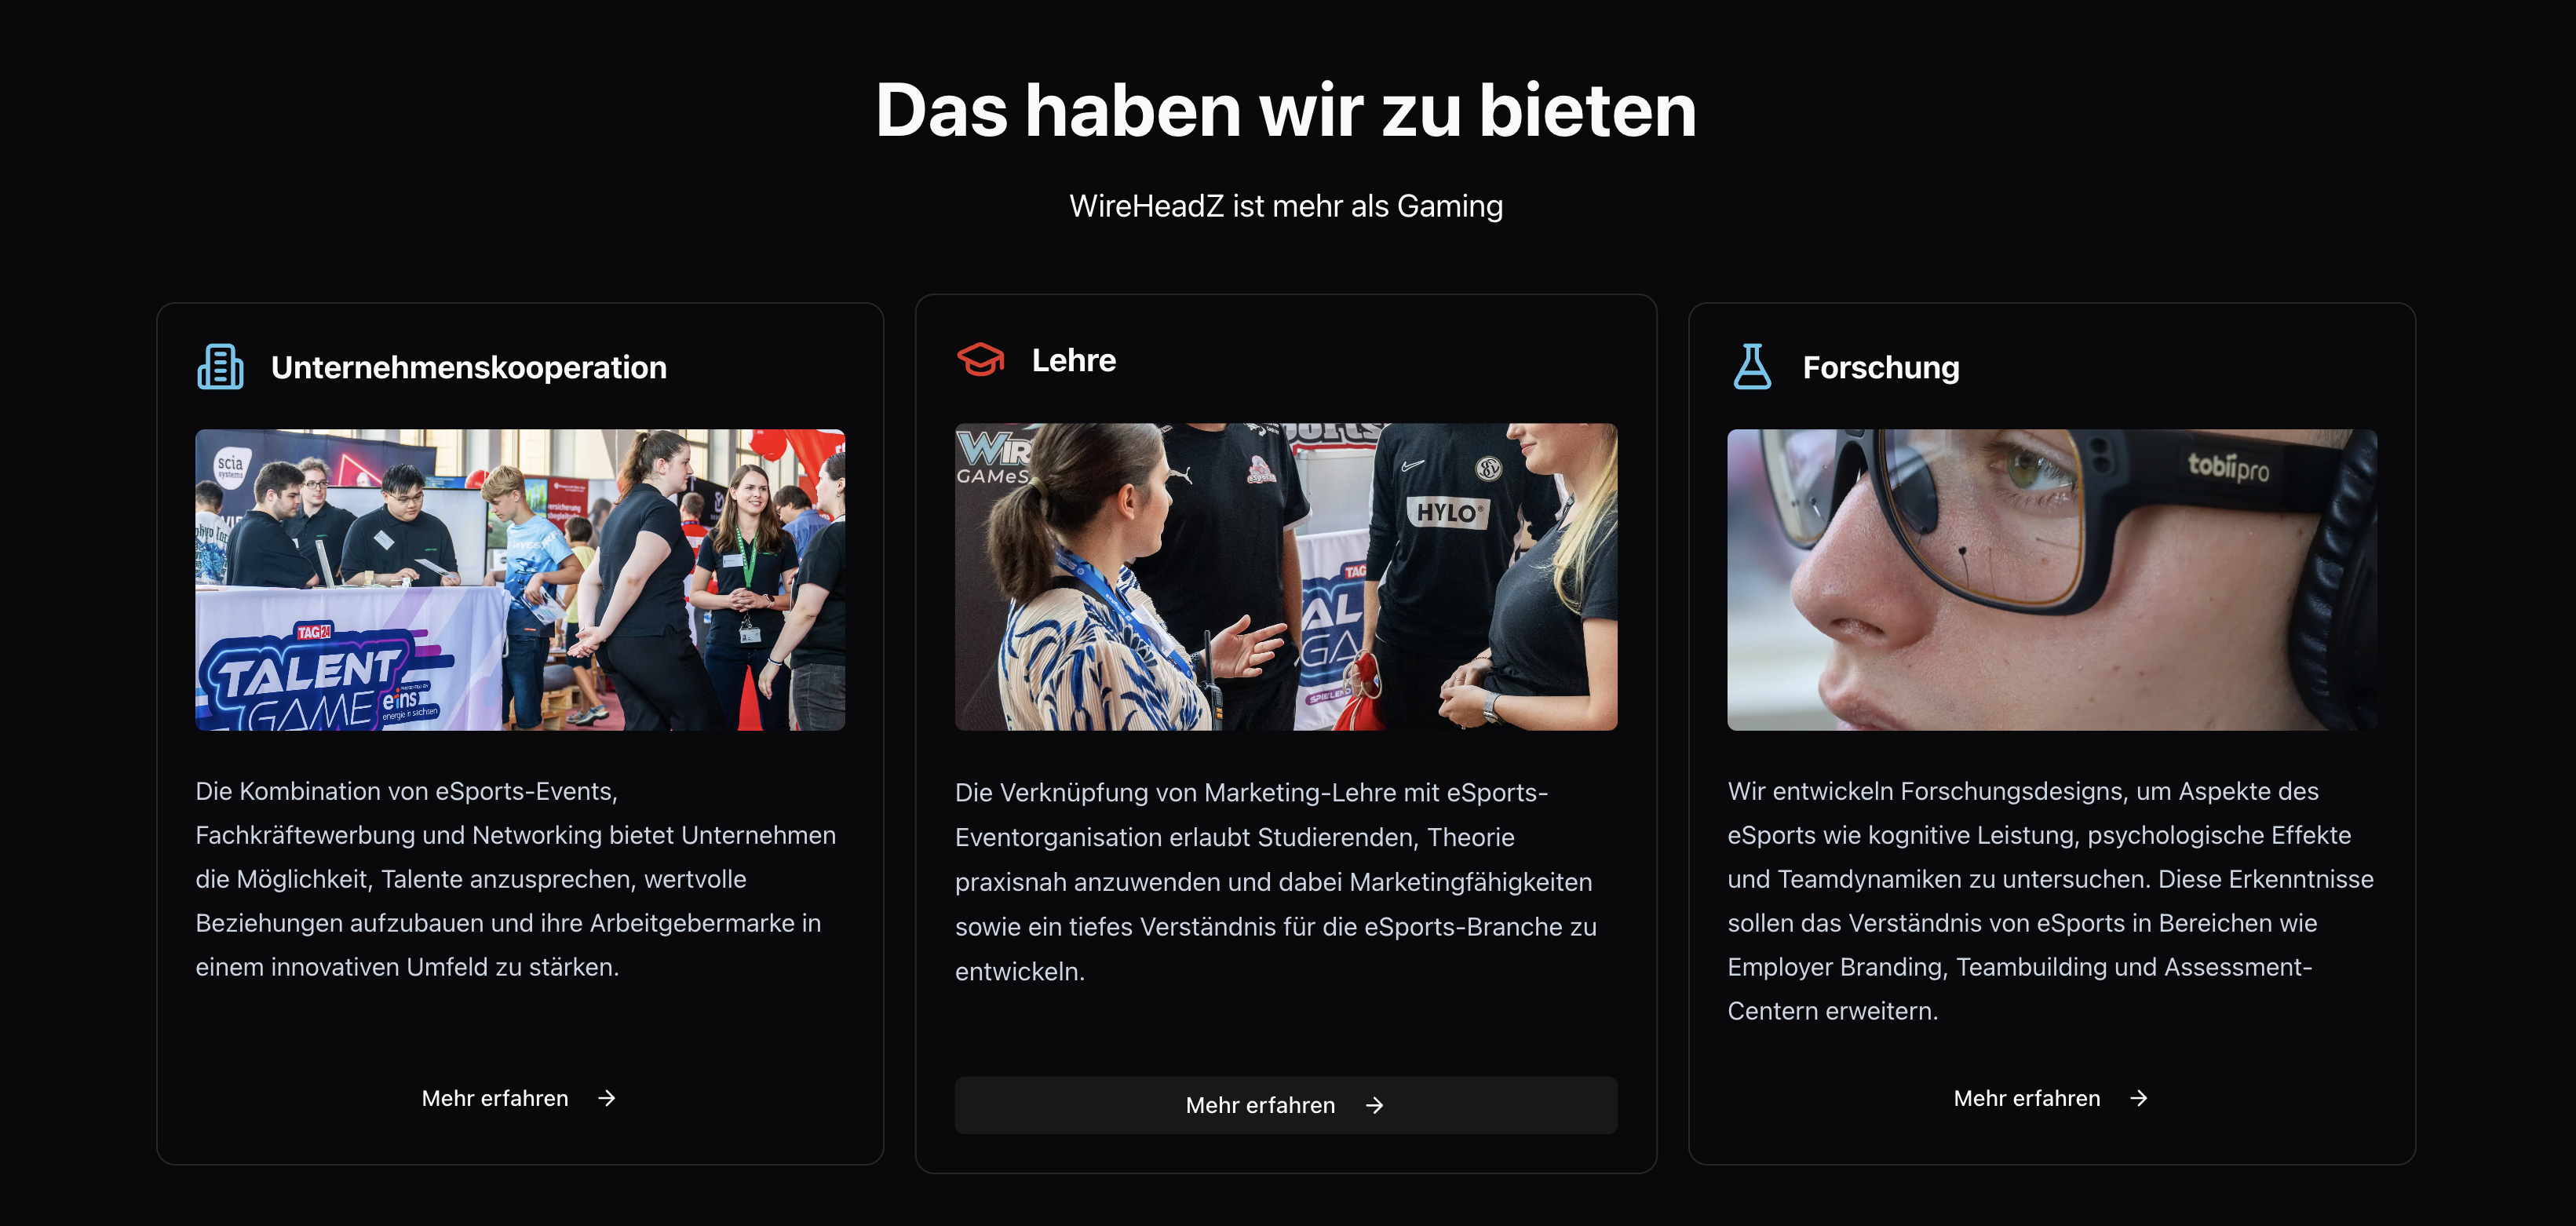 Das haben wir zu bieten
WireHeadZ ist mehr als Gaming
Unternehmenskooperation
scia
systems
TAG24
TALENT
GAME
eins
energie in sachsen
Die Kombination von eSports-Events,
Fachkräftewerbung und Networking bietet Unternehmen
die Möglichkeit, Talente anzusprechen, wertvolle
Beziehungen aufzubauen und ihre Arbeitgebermarke in
einem innovativen Umfeld zu stärken.
Mehr erfahren →
Lehre
WIR
GAMeS
HYLO
TAG
AL
GA
Die Verknüpfung von Marketing-Lehre mit eSports-
Eventorganisation erlaubt Studierenden, Theorie
praxisnah anzuwenden und dabei Marketingfähigkeiten
sowie ein tiefes Verständnis für die eSports-Branche zu
entwickeln.
Mehr erfahren →
Forschung
tobiipro
Wir entwickeln Forschungsdesigns, um Aspekte des
eSports wie kognitive Leistung, psychologische Effekte
und Teamdynamiken zu untersuchen. Diese Erkenntnisse
sollen das Verständnis von eSports in Bereichen wie
Employer Branding, Teambuilding und Assessment-
Centern erweitern.
Mehr erfahren →